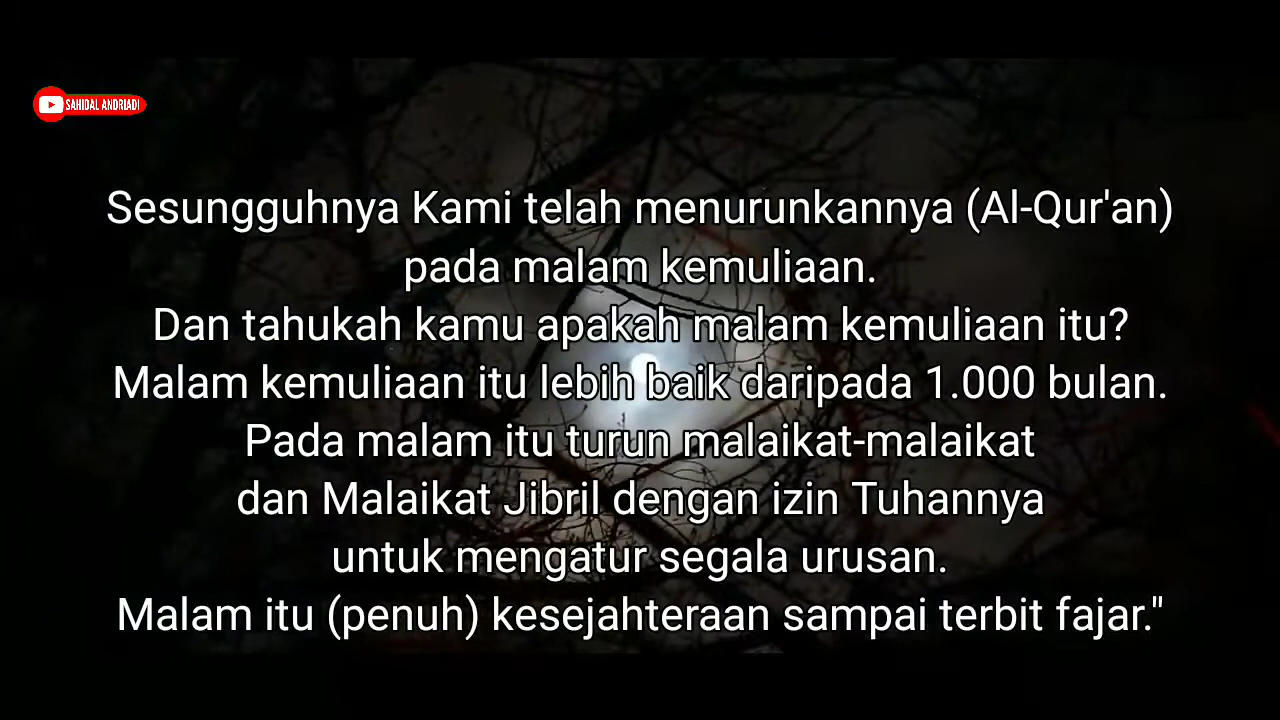 SAHIDAL ANDRIADI
Sesungguhnya Kami telah menurunkannya (Al-Qur'an)
pada malam kemuliaan.
Dan tahukah kamu apakah malam kemuliaan itu?
Malam kemuliaan itu lebih baik daripada 1.000 bulan.
Pada malam itu turun malaikat-malaikat
dan Malaikat Jibril dengan izin Tuhannya
untuk mengatur segala urusan.
Malam itu (penuh) kesejahteraan sampai terbit fajar."